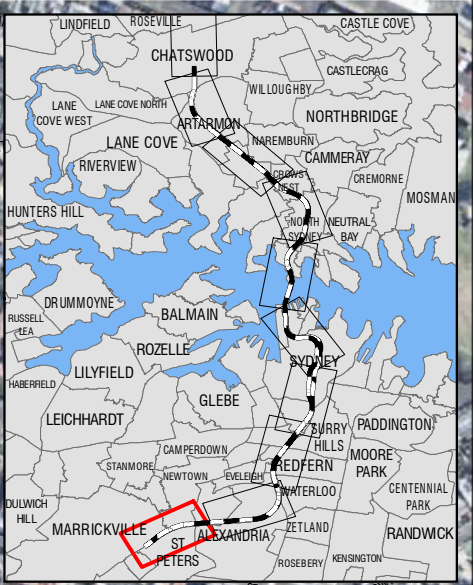 LINDFIELD
ROSEVILLE
CASTLE COVE
CHATSWOOD
CASTLECRAG
WILLOUGHBY
LANE
COVE WEST
LANE COVE NORTH
ARTARMON
NORTHBRIDGE
LANE COVE
NAREMBURN
CAMMERAY
RIVERVIEW
CROWS
NEST
CREMORNE
MOSMAN
HUNTERS HILL
NORTH
SYDNEY
NEUTRAL
BAY
DRUMMOYNE
RUSSELL
LEA
BALMAIN
ROZELLE
SYDNEY
HABERFIELD
LILYFIELD
GLEBE
LEICHHARDT
SURRY
HILLS
PADDINGTON
CAMPERDOWN
STANMORE
NEWTOWN
EVELEIGH
REDFERN
MOORE
PARK
WATERLOO
CENTENNIAL
PARK
DULWICH
HILL
MARRICKVILLE
ST
PETERS
ALEXANDRIA
ZETLAND
RANDWICK
ROSEBERY
KENSINGTON